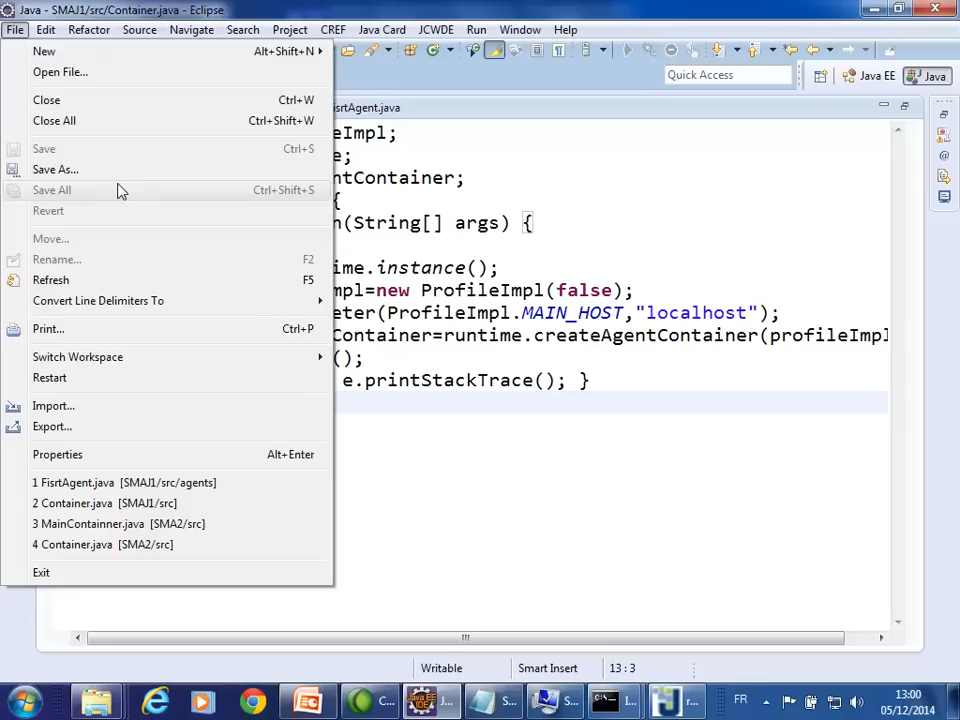 Java - SMAJ1/src/Container.java - Eclipse
File Edit Refactor Source Navigate Search Project CREF Java Card JCWDE Run Window Help
New Alt+Shift+N
Open File...
Quick Access Java EE Java
Close Ctrl+W
FisrtAgent.java
Close All Ctrl+Shift+W
eImpl;
Save Ctrl+S
e;
Save As...
ntContainer;
Save All Ctrl+Shift+S
{
Revert
n(String[] args) {
Move...
Rename... F2
ime.instance();
Refresh F5
mpl=new ProfileImpl(false);
Convert Line Delimiters To
eter(ProfileImpl.MAIN_HOST,"localhost");
Print... Ctrl+P
Container=runtime.createAgentContainer(profileImpl
Switch Workspace
();
Restart
e.printStackTrace(); }
Import...
Export...
Properties Alt+Enter
1 FisrtAgent.java [SMAJ1/src/agents]
2 Container.java [SMAJ1/src]
3 MainContainner.java [SMA2/src]
4 Container.java [SMA2/src]
Exit
Writable Smart Insert 13 : 3
C... J... S... S... I... r... FR 13:00
05/12/2014